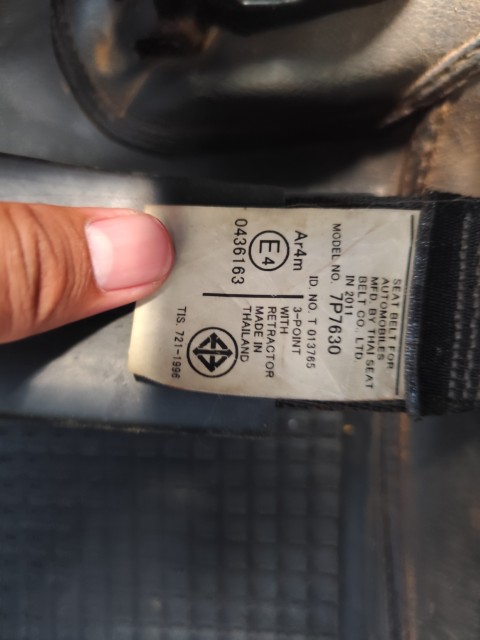 SEAT BELT FOR
AUTOMOBILES
MFD. BY THAI SEAT
BELT CO., LTD.
IN 2011
MODEL NO. 7P7630
ID. NO. T 013765
Ar4m
E4
0436163
3-POINT
WITH
RETRACTOR
MADE IN
THAILAND
TIS. 721-1996